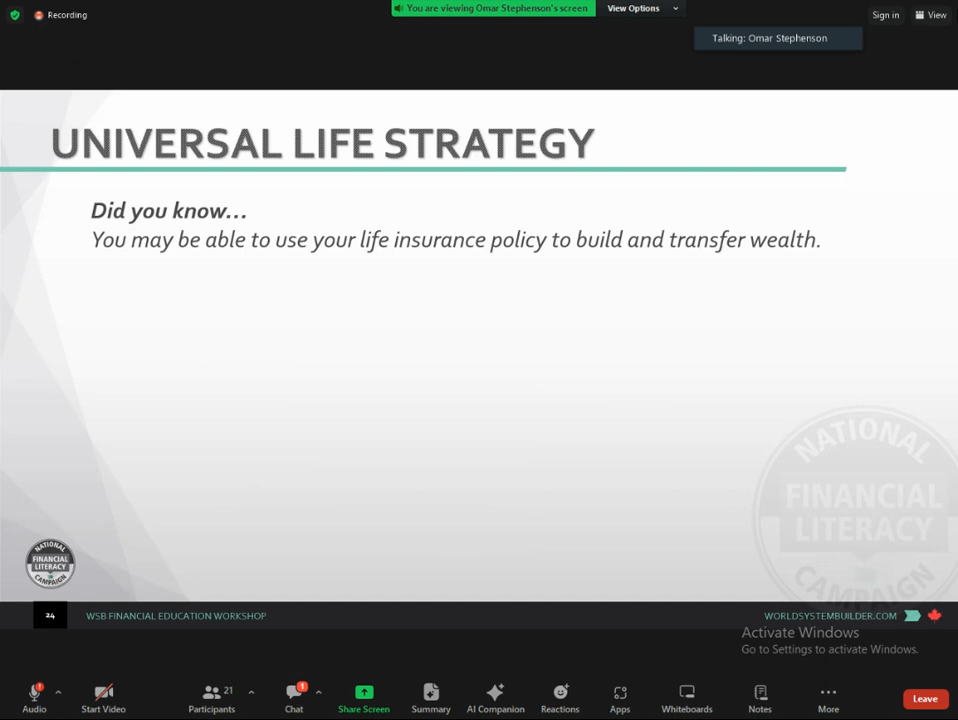 Recording
You are viewing Omar Stephenson's screen
View Options
Sign in
View
Talking: Omar Stephenson
UNIVERSAL LIFE STRATEGY
Did you know...
You may be able to use your life insurance policy to build and transfer wealth.
NATIONAL
FINANCIAL
LITERACY
CAMPAIGN
NATIONAL
FINANCIAL
LITERACY
CAMPAIGN
24
WSB FINANCIAL EDUCATION WORKSHOP
WORLDSYSTEMBUILDER.COM
Activate Windows
Go to Settings to activate Windows.
21
1
Audio
Start Video
Participants
Chat
Share Screen
Summary
AI Companion
Reactions
Apps
Whiteboards
Notes
More
Leave